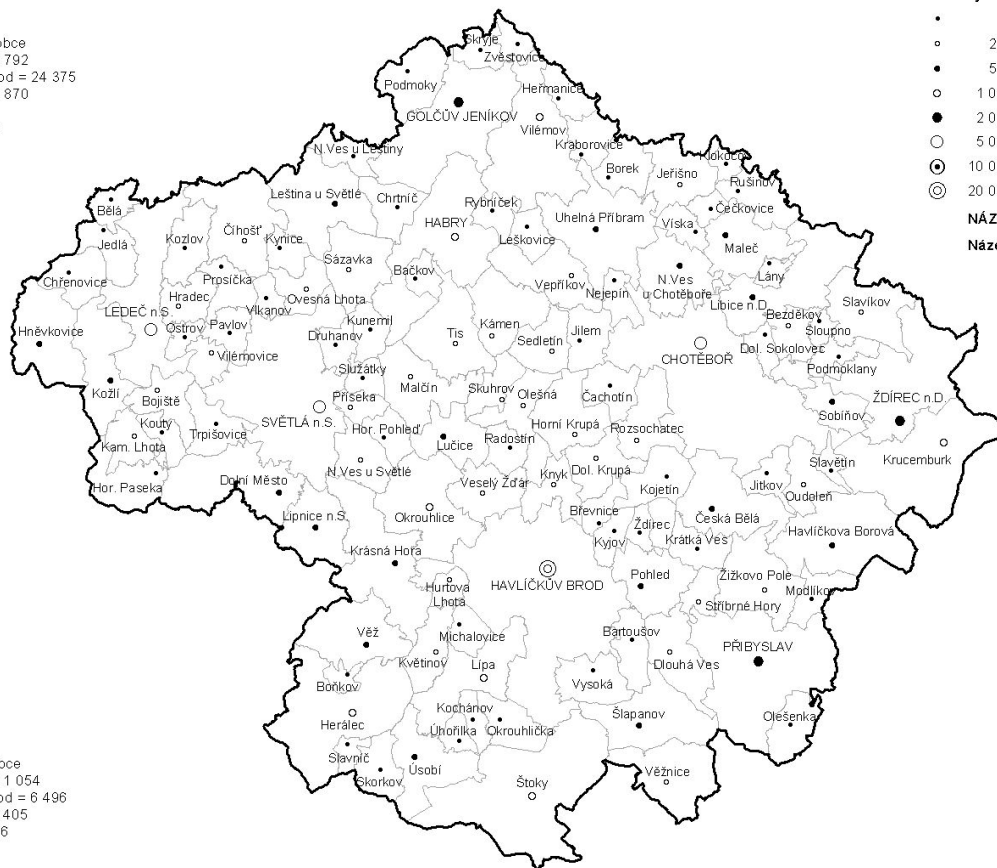 obce
792
od = 24 375
870
Skryje
Zvěstovice
Podmoky
Heřmanice
GOLČŮV JENÍKOV
Vilémov
N.Ves u Leštiny
Kraborovice
Borek
Klokočov
Jeřišno
Rušinov
Leština u Světlé
Chrtníč
Rybníček
Čečkovice
Bělá
HABRY
Uhelná Příbram
Víska
Jedlá
Kozlov
Číhošť
Kynice
Leškovice
Maleč
Sázavka
Lány
Chřenovice
Prosíčka
Bačkov
Vepříkov
Nejepín
N.Ves
u Chotěboře
Hradec
Ovesná Lhota
Libice n.D.
Slavíkov
LEDEČ n.S.
Vlkanov
Bezděkov
Hněvkovice
Ostrov
Pavlov
Kunemil
Druhanov
Tis
Kámen
Jilem
Sloupno
Sedletín
Dol. Sokolovec
Vilémovice
CHOTĚBOŘ
Služátky
Podmoklany
Kožlí
Bojiště
Malčín
Skuhrov
Olešná
Čachotín
ŽDÍREC n.D.
Příseka
Sobíňov
Koutý
SVĚTLÁ n.S.
Trpišovice
Hor. Pohleď
Lučice
Radostín
Horní Krupá
Rozsochatec
Kam. Lhota
Krucemburk
N.Ves u Světlé
Knyk
Dol. Krupá
Slavětín
Hor. Paseka
Dolní Město
Veselý Žďár
Kojetín
Jitkov
Oudoleň
Lipnice n.S.
Okrouhlice
Břevnice
Ždírec
Česká Bělá
Havlíčkova Borová
Kyjov
Krátká Ves
Krásná Hora
HAVLÍČKŮV BROD
Pohled
Žižkovo Pole
Hurtova
Lhota
Modlíkov
Stříbrné Hory
Věž
Michalovice
Bartoušov
PŘIBYSLAV
Květinov
Lípa
Dlouhá Ves
Boňkov
Vysoká
Herálec
Kochánov
Šlapanov
Olešenka
Úhořilka
Okrouhlička
Slavníč
Skorkov
Úsobí
Štoky
Věžnice
obce
1 054
od = 6 496
405
6
2
5
1 0
2 0
5 0
10 0
20 0
NÁZ
Náze